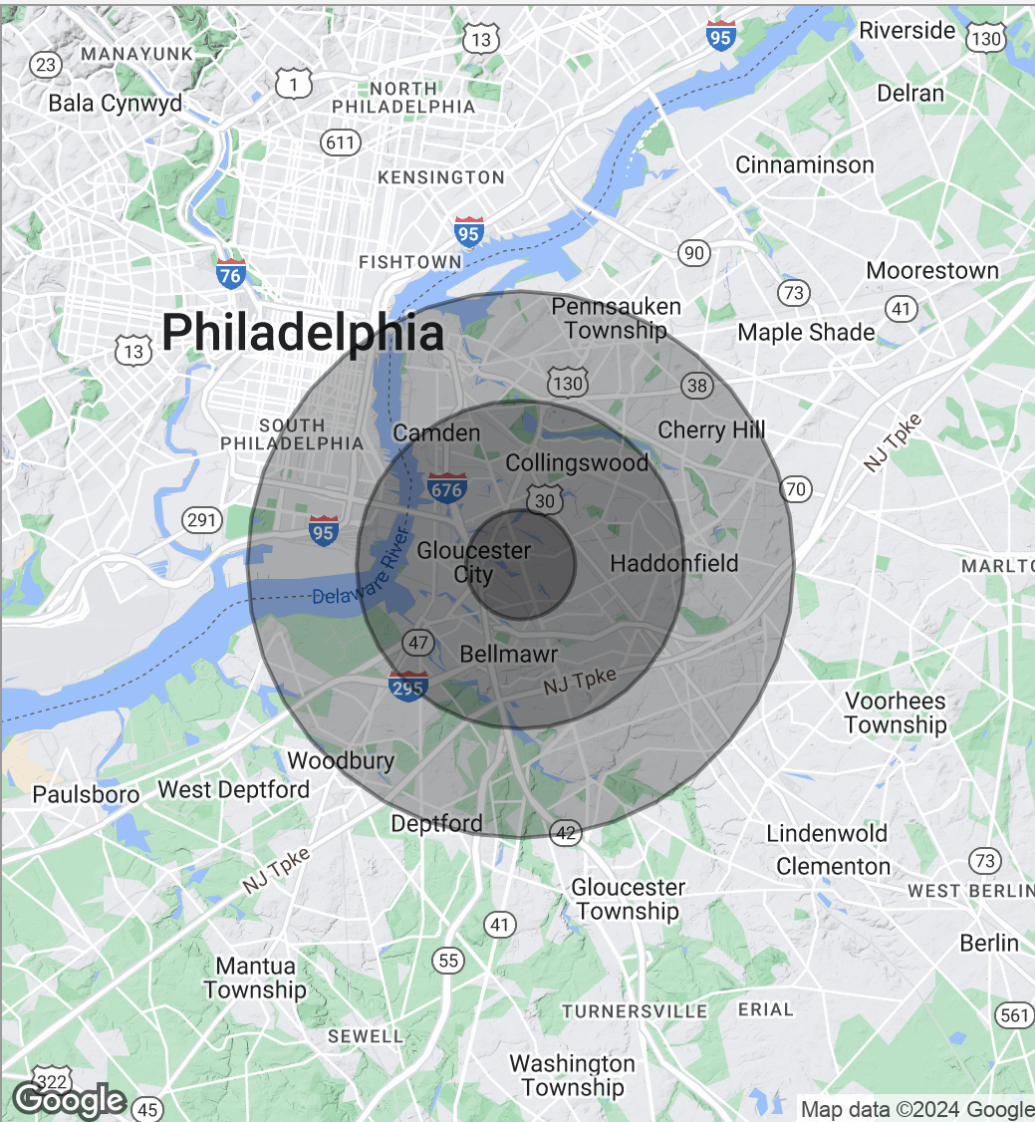 Riverside
130
13
95
MANAYUNK
23
1
NORTH
PHILADELPHIA
Bala Cynwyd
Delran
611
Cinnaminson
KENSINGTON
95
90
FISHTOWN
76
Moorestown
73
41
Pennsauken
Township
Philadelphia
Maple Shade
13
130
38
SOUTH
PHILADELPHIA
Camden
Cherry Hill
NJ Tpke
Collingswood
676
30
70
291
95
Delaware River
Gloucester
City
Haddonfield
MARLTO
47
Bellmawr
NJ Tpke
295
Voorhees
Township
Woodbury
Paulsboro
West Deptford
Deptford
42
Lindenwold
NJ Tpke
Clementon
73
Gloucester
Township
WEST BERLIN
41
55
Berlin
Mantua
Township
TURNERSVILLE
ERIAL
561
SEWELL
Washington
Township
322
Google
45
Map data ©2024 Google